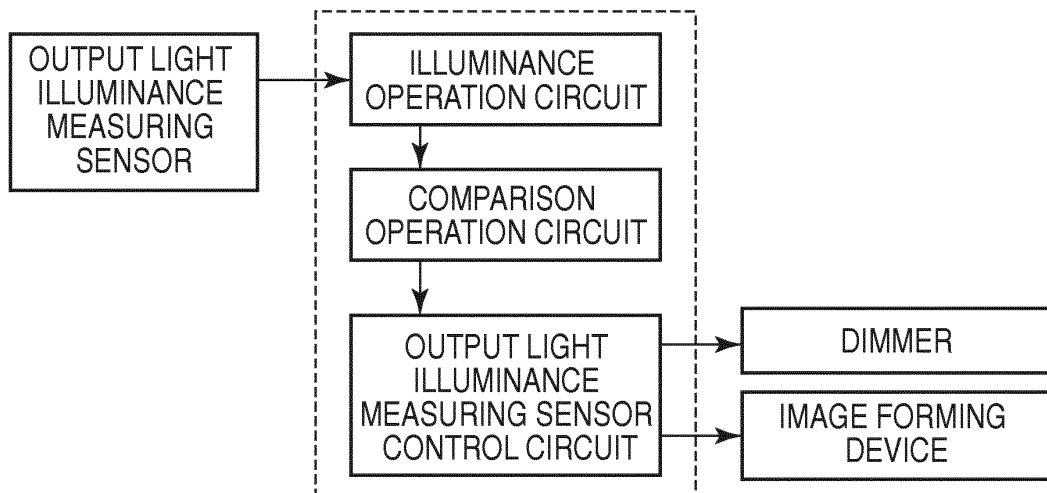 OUTPUT LIGHT
ILLUMINANCE
MEASURING
SENSOR
ILLUMINANCE
OPERATION CIRCUIT
COMPARISON
OPERATION CIRCUIT
OUTPUT LIGHT
ILLUMINANCE
MEASURING SENSOR
CONTROL CIRCUIT
DIMMER
IMAGE FORMING
DEVICE